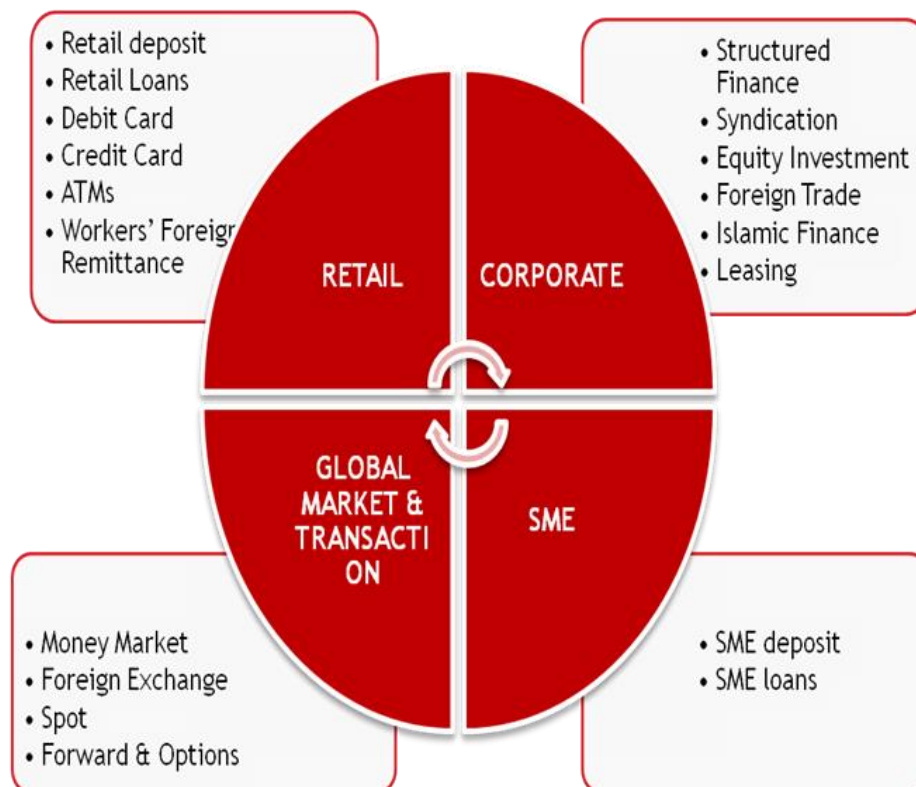 • Retail deposit
• Retail Loans
• Debit Card
• Credit Card
• ATMs
• Workers' Foreign
Remittance
• Structured
Finance
• Syndication
• Equity Investment
• Foreign Trade
• Islamic Finance
• Leasing
RETAIL
CORPORATE
GLOBAL
MARKET &
TRANSACTI
ON
SME
• Money Market
• Foreign Exchange
• Spot
• Forward & Options
• SME deposit
• SME loans